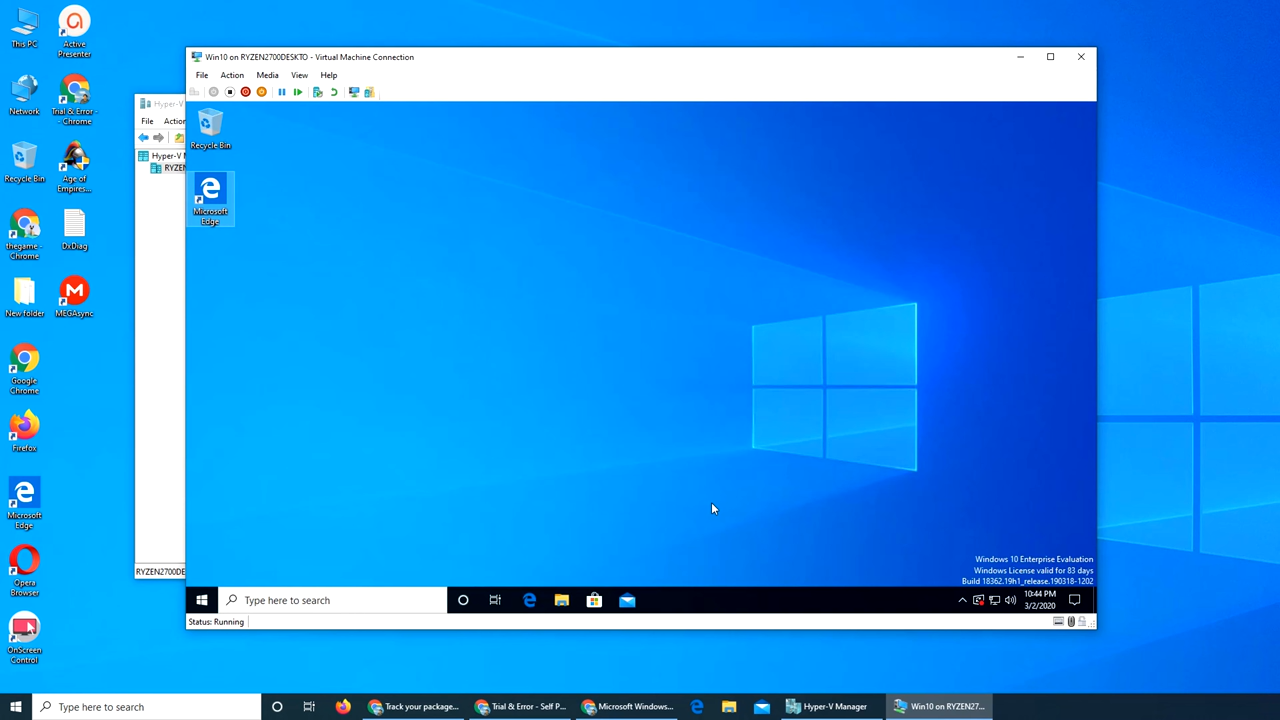 This PC
Active
Presenter
Network
Trial & Error -
- Chrome
Recycle Bin
Age of
Empires...
thegame -
Chrome
DxDiag
New folder
MEGAsync
Google
Chrome
Firefox
Microsoft
Edge
Opera
Browser
OnScreen
Control
Hyper-V
File
Action
Hyper-V M
RYZEN
RYZEN2700DE
Win10 on RYZEN2700DESKTO - Virtual Machine Connection
File Action Media View Help
Recycle Bin
Microsoft
Edge
Windows 10 Enterprise Evaluation
Windows License valid for 83 days
Build 18362.19h1_release.190318-1202
Type here to search
10:44 PM
3/2/2020
Status: Running
Type here to search
Track your package...
Trial & Error - Self P...
Microsoft Windows...
Hyper-V Manager
Win10 on RYZEN27...